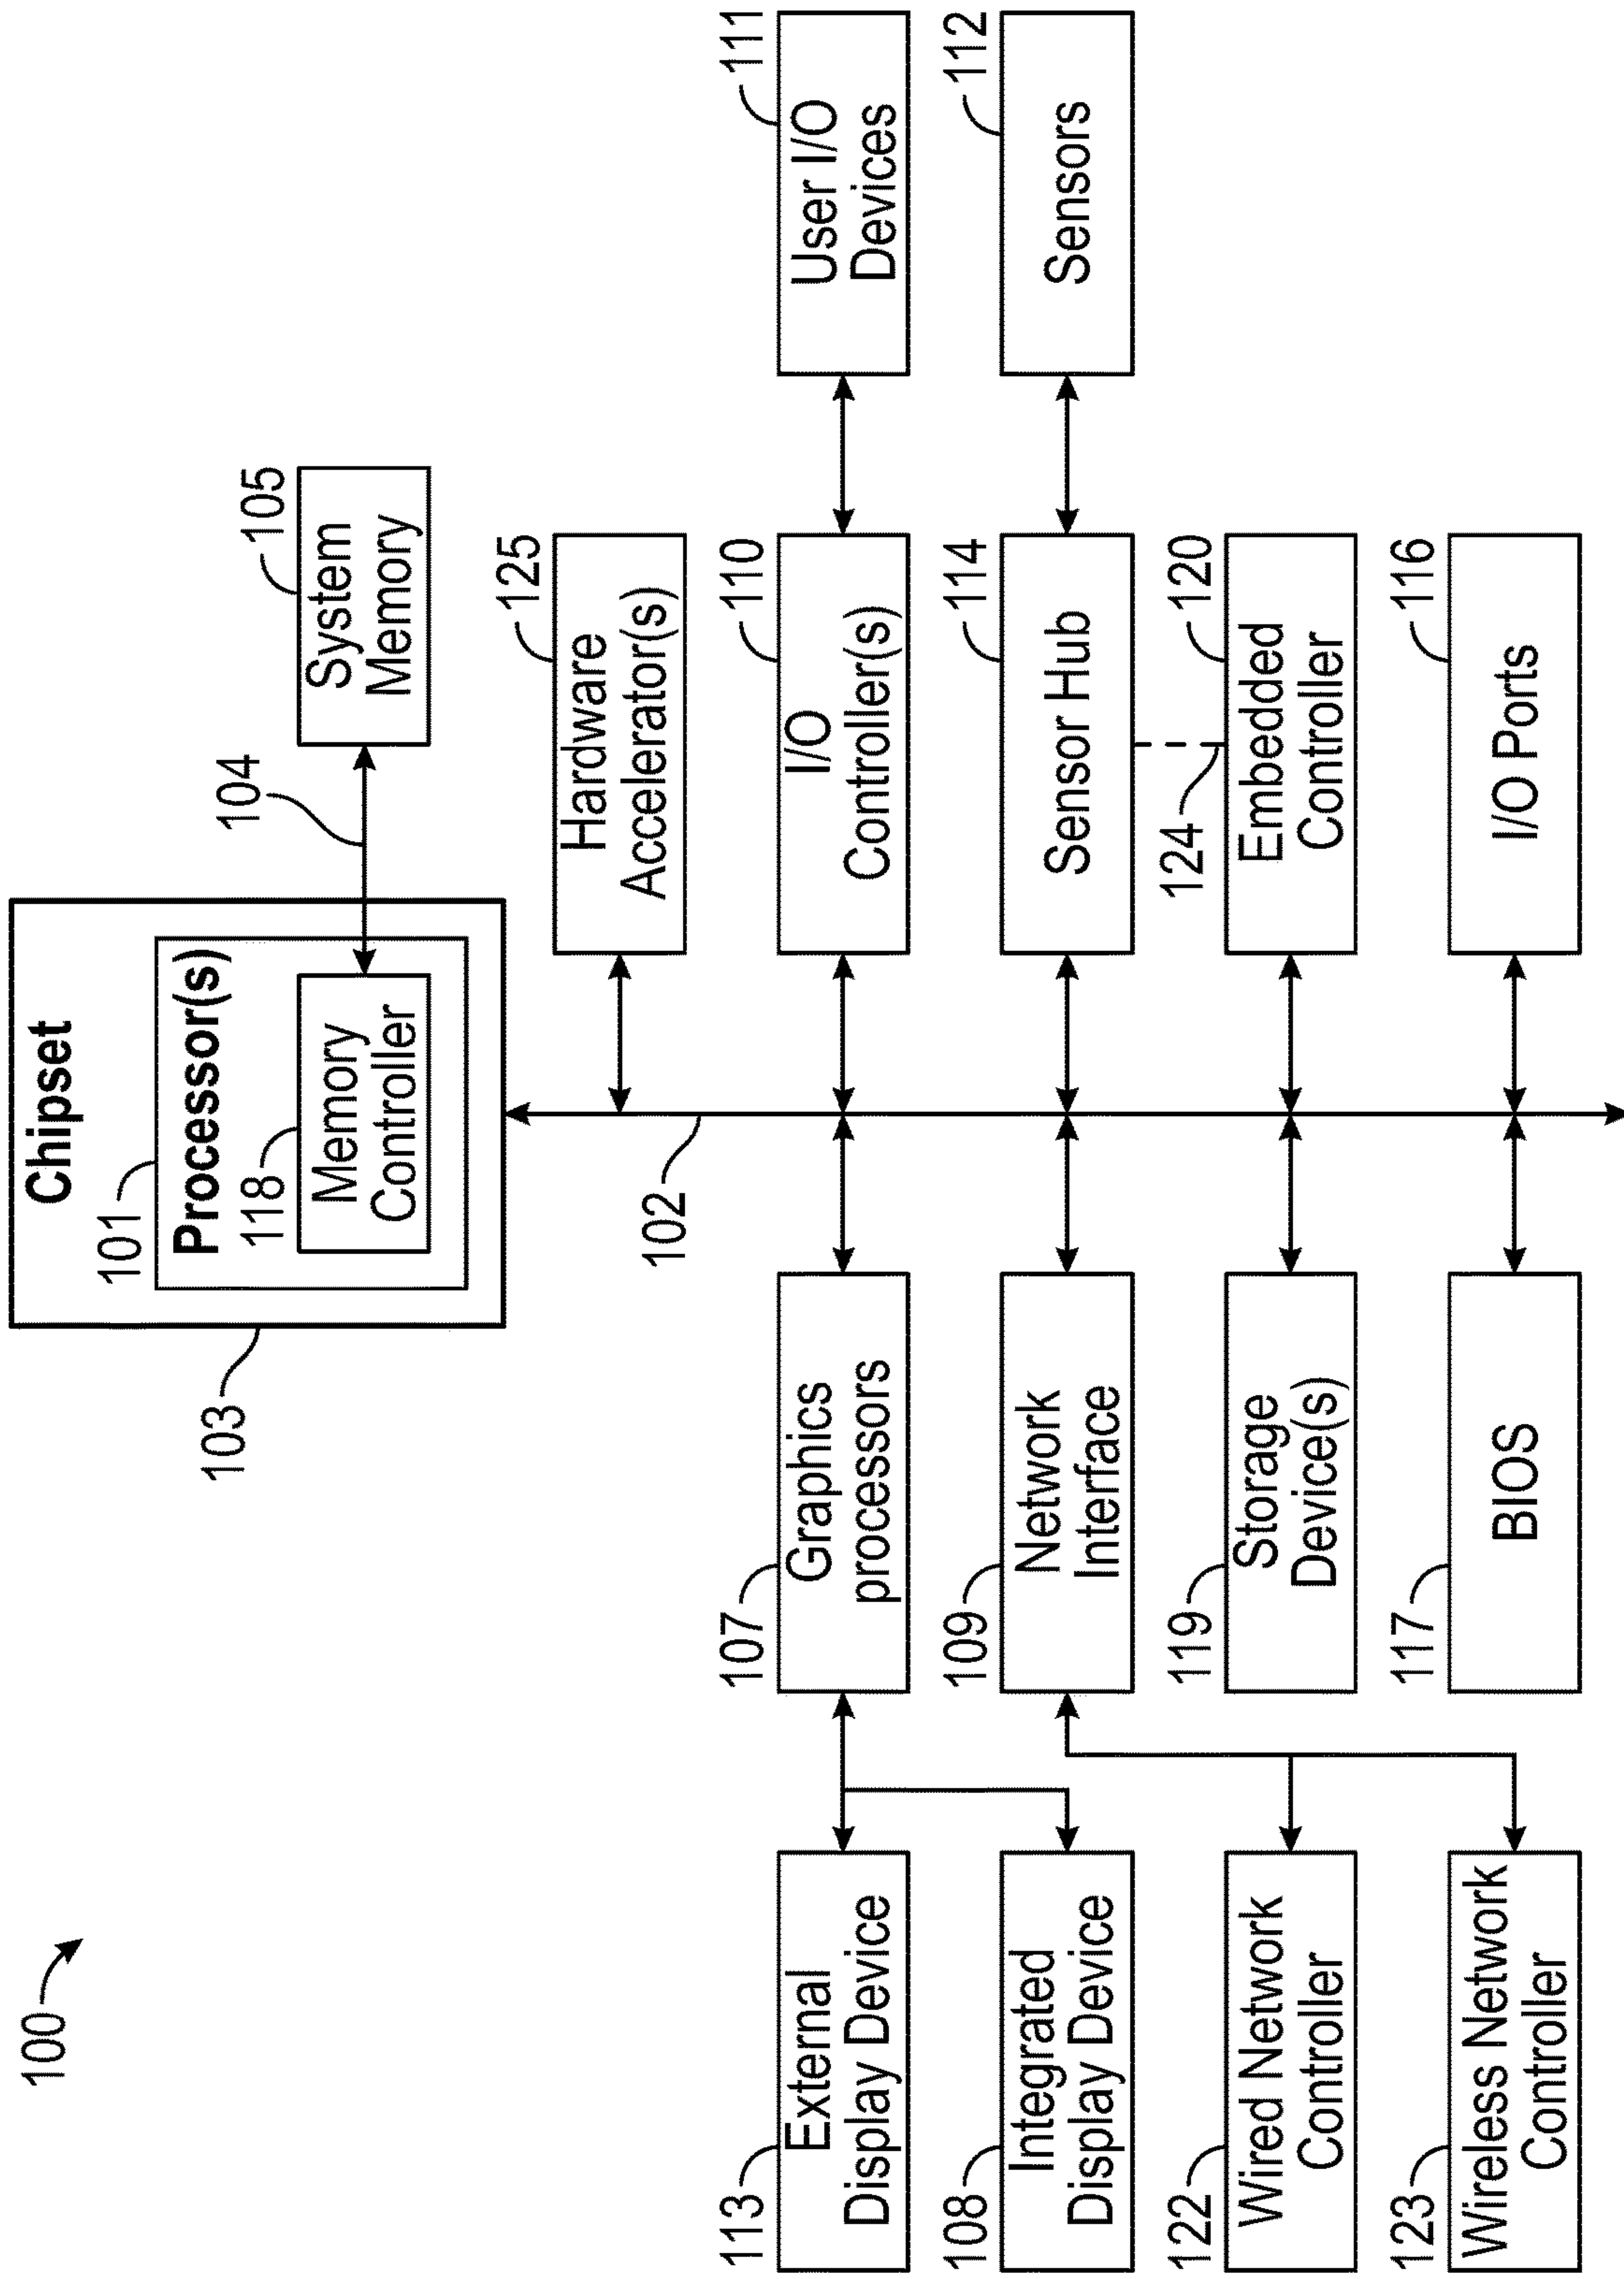 100
Chipset
103
101
Processor(s)
118
Memory
Controller
104
105
System
Memory
102
125
Hardware
Accelerator(s)
113
External
Display Device
107
Graphics
processors
110
I/O
Controller(s)
111
User I/O
Devices
108
Integrated
Display Device
109
Network
Interface
114
Sensor Hub
112
Sensors
122
Wired Network
Controller
119
Storage
Device(s)
124
120
Embedded
Controller
123
Wireless Network
Controller
117
BIOS
116
I/O Ports